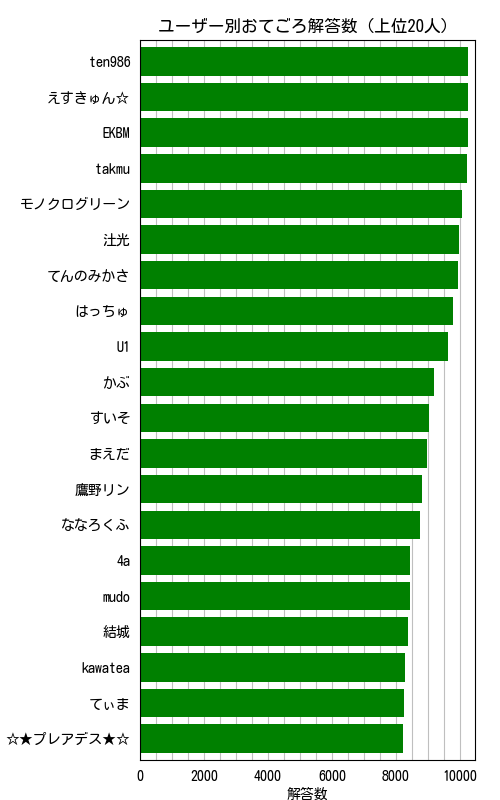 ユーザー別おてごろ解答数（上位20人）
ten986
えすきゅん☆
EKBM
takmu
モノクログリーン
辻光
てんのみかさ
はっちゅ
U1
かぶ
すいそ
まえだ
鷹野リン
ななろくふ
4a
mudo
結城
kawatea
てぃま
☆★プレアデス★☆
0 2000 4000 6000 8000 10000
解答数